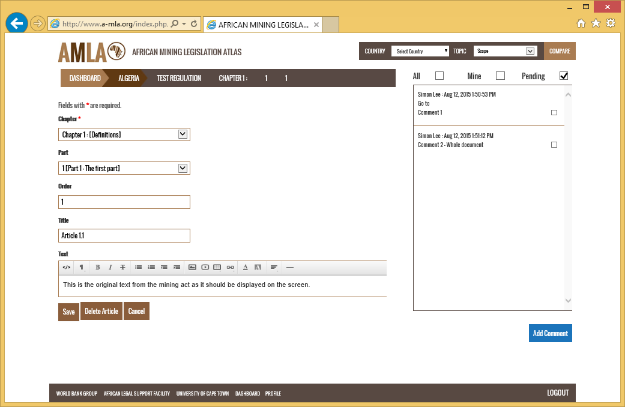 http://www.a-mla.org/index.php
AFRICAN MINING LEGISLA...
AMLA AFRICAN MINING LEGISLATION ATLAS
COUNTRY Select Country TOPIC COMPARE
DASHBOARD ALGERIA TEST REGULATION CHAPTER 1 : 1 1
All Mine Pending
Fields with * are required.
Chapter *
Chapter 1 : [Definitions]
Part
1 [Part 1 - The first part]
Order
1
Title
Article 1.1
Text
This is the original text from the mining act as it should be displayed on the screen.
Save Delete Article Cancel
Simon Lee : Aug 12, 2015 1:50:53 PM
Go to
Comment 1
Simon Lee : Aug 12, 2015 1:51:12 PM
Comment 2 - Whole document
Add Comment
WORLD BANK GROUP AFRICAN LEGAL SUPPORT FACILITY UNIVERSITY OF CAPE TOWN DASHBOARD PROFILE LOGOUT